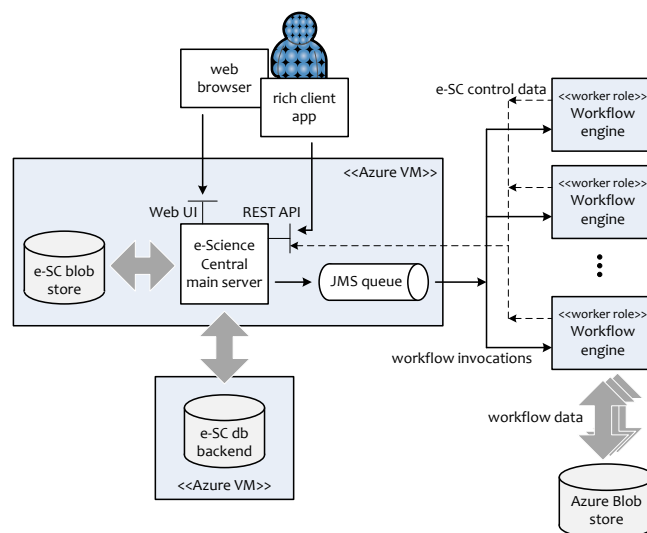 web
browser
rich client
app
e-SC control data
<<worker role>>
Workflow
engine
<<Azure VM>>
<<worker role>>
Workflow
engine
Web UI
REST API
e-SC blob
store
e-Science
Central
main server
JMS queue
<<worker role>>
Workflow
engine
workflow invocations
workflow data
e-SC db
backend
<<Azure VM>>
Azure Blob
store